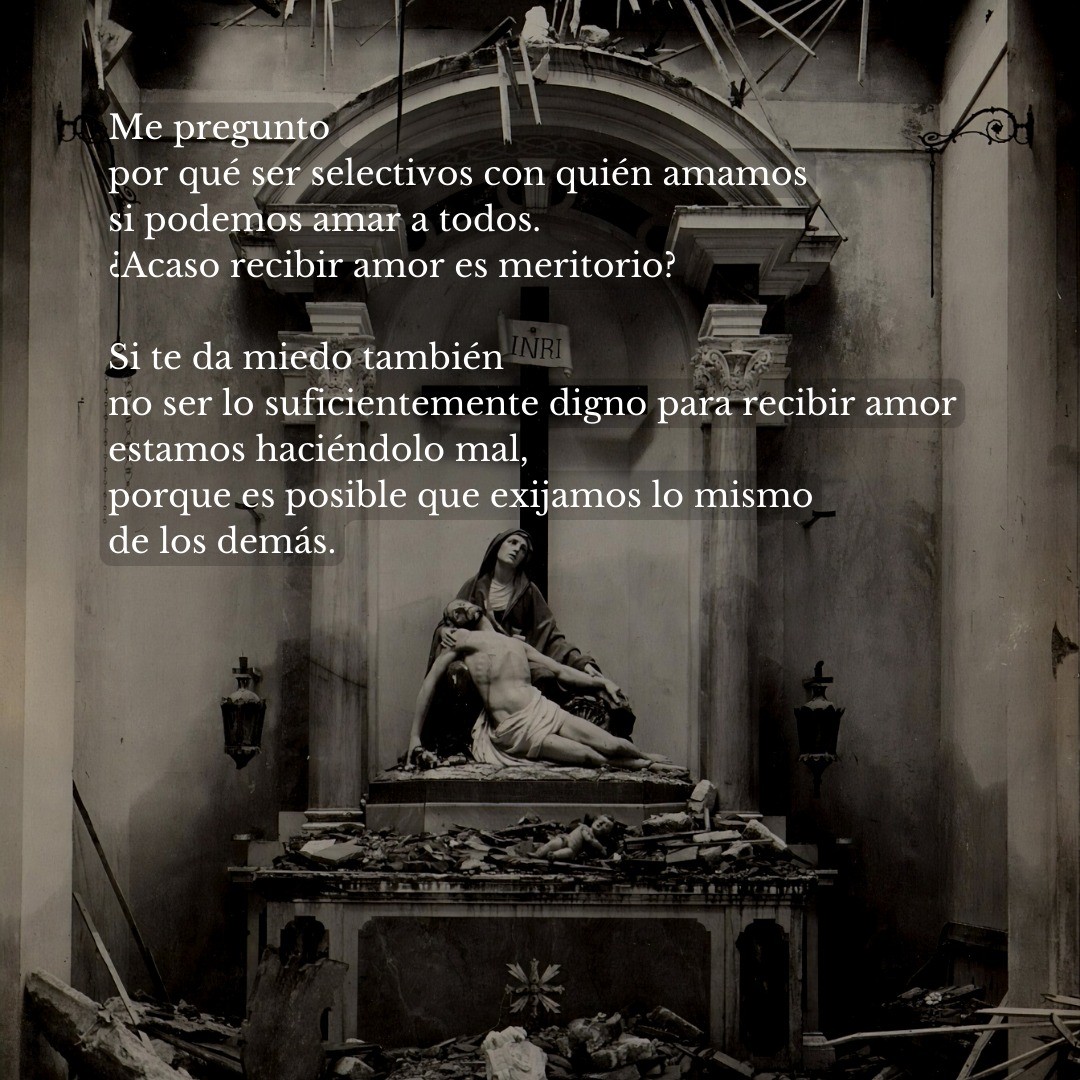 Me pregunto
por qué ser selectivos con quién amamos
si podemos amar a todos.
¿Acaso recibir amor es meritorio?
Si te da miedo también
INRI
no ser lo suficientemente digno para recibir amor
estamos haciéndolo mal,
porque es posible que exijamos lo mismo
de los demás.